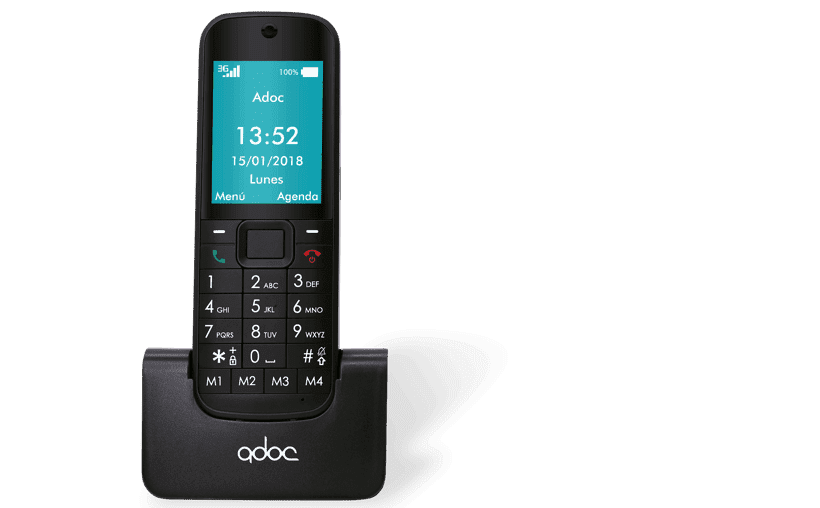 3G 100%
Adoc
13:52
15/01/2018
Lunes
Menú Agenda
1 2 ABC 3 DEF
4 GHI 5 JKL 6 MNO
7 PQRS 8 TUV 9 WXYZ
* + 0 #
M1 M2 M3 M4
adoc